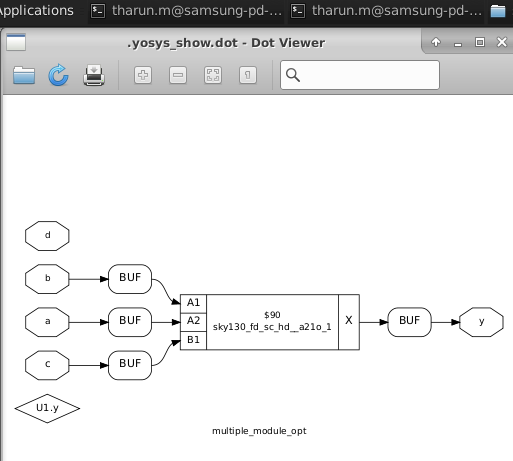 Applications
tharun.m@samsung-pd-...
tharun.m@samsung-pd-...
.yosys_show.dot - Dot Viewer
d
b
BUF
a
BUF
c
BUF
A1
A2
B1
$90
sky130_fd_sc_hd__a21o_1
X
BUF
y
U1.y
multiple_module_opt